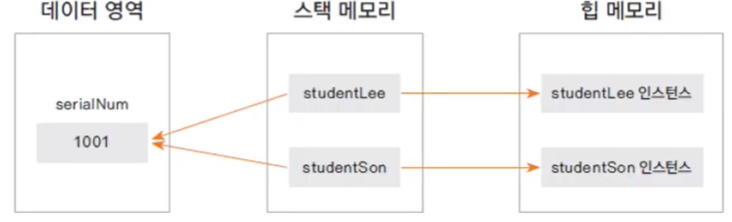 데이터 영역
스택 메모리
힙 메모리
serialNum
1001
studentLee
studentSon
studentLee 인스턴스
studentSon 인스턴스